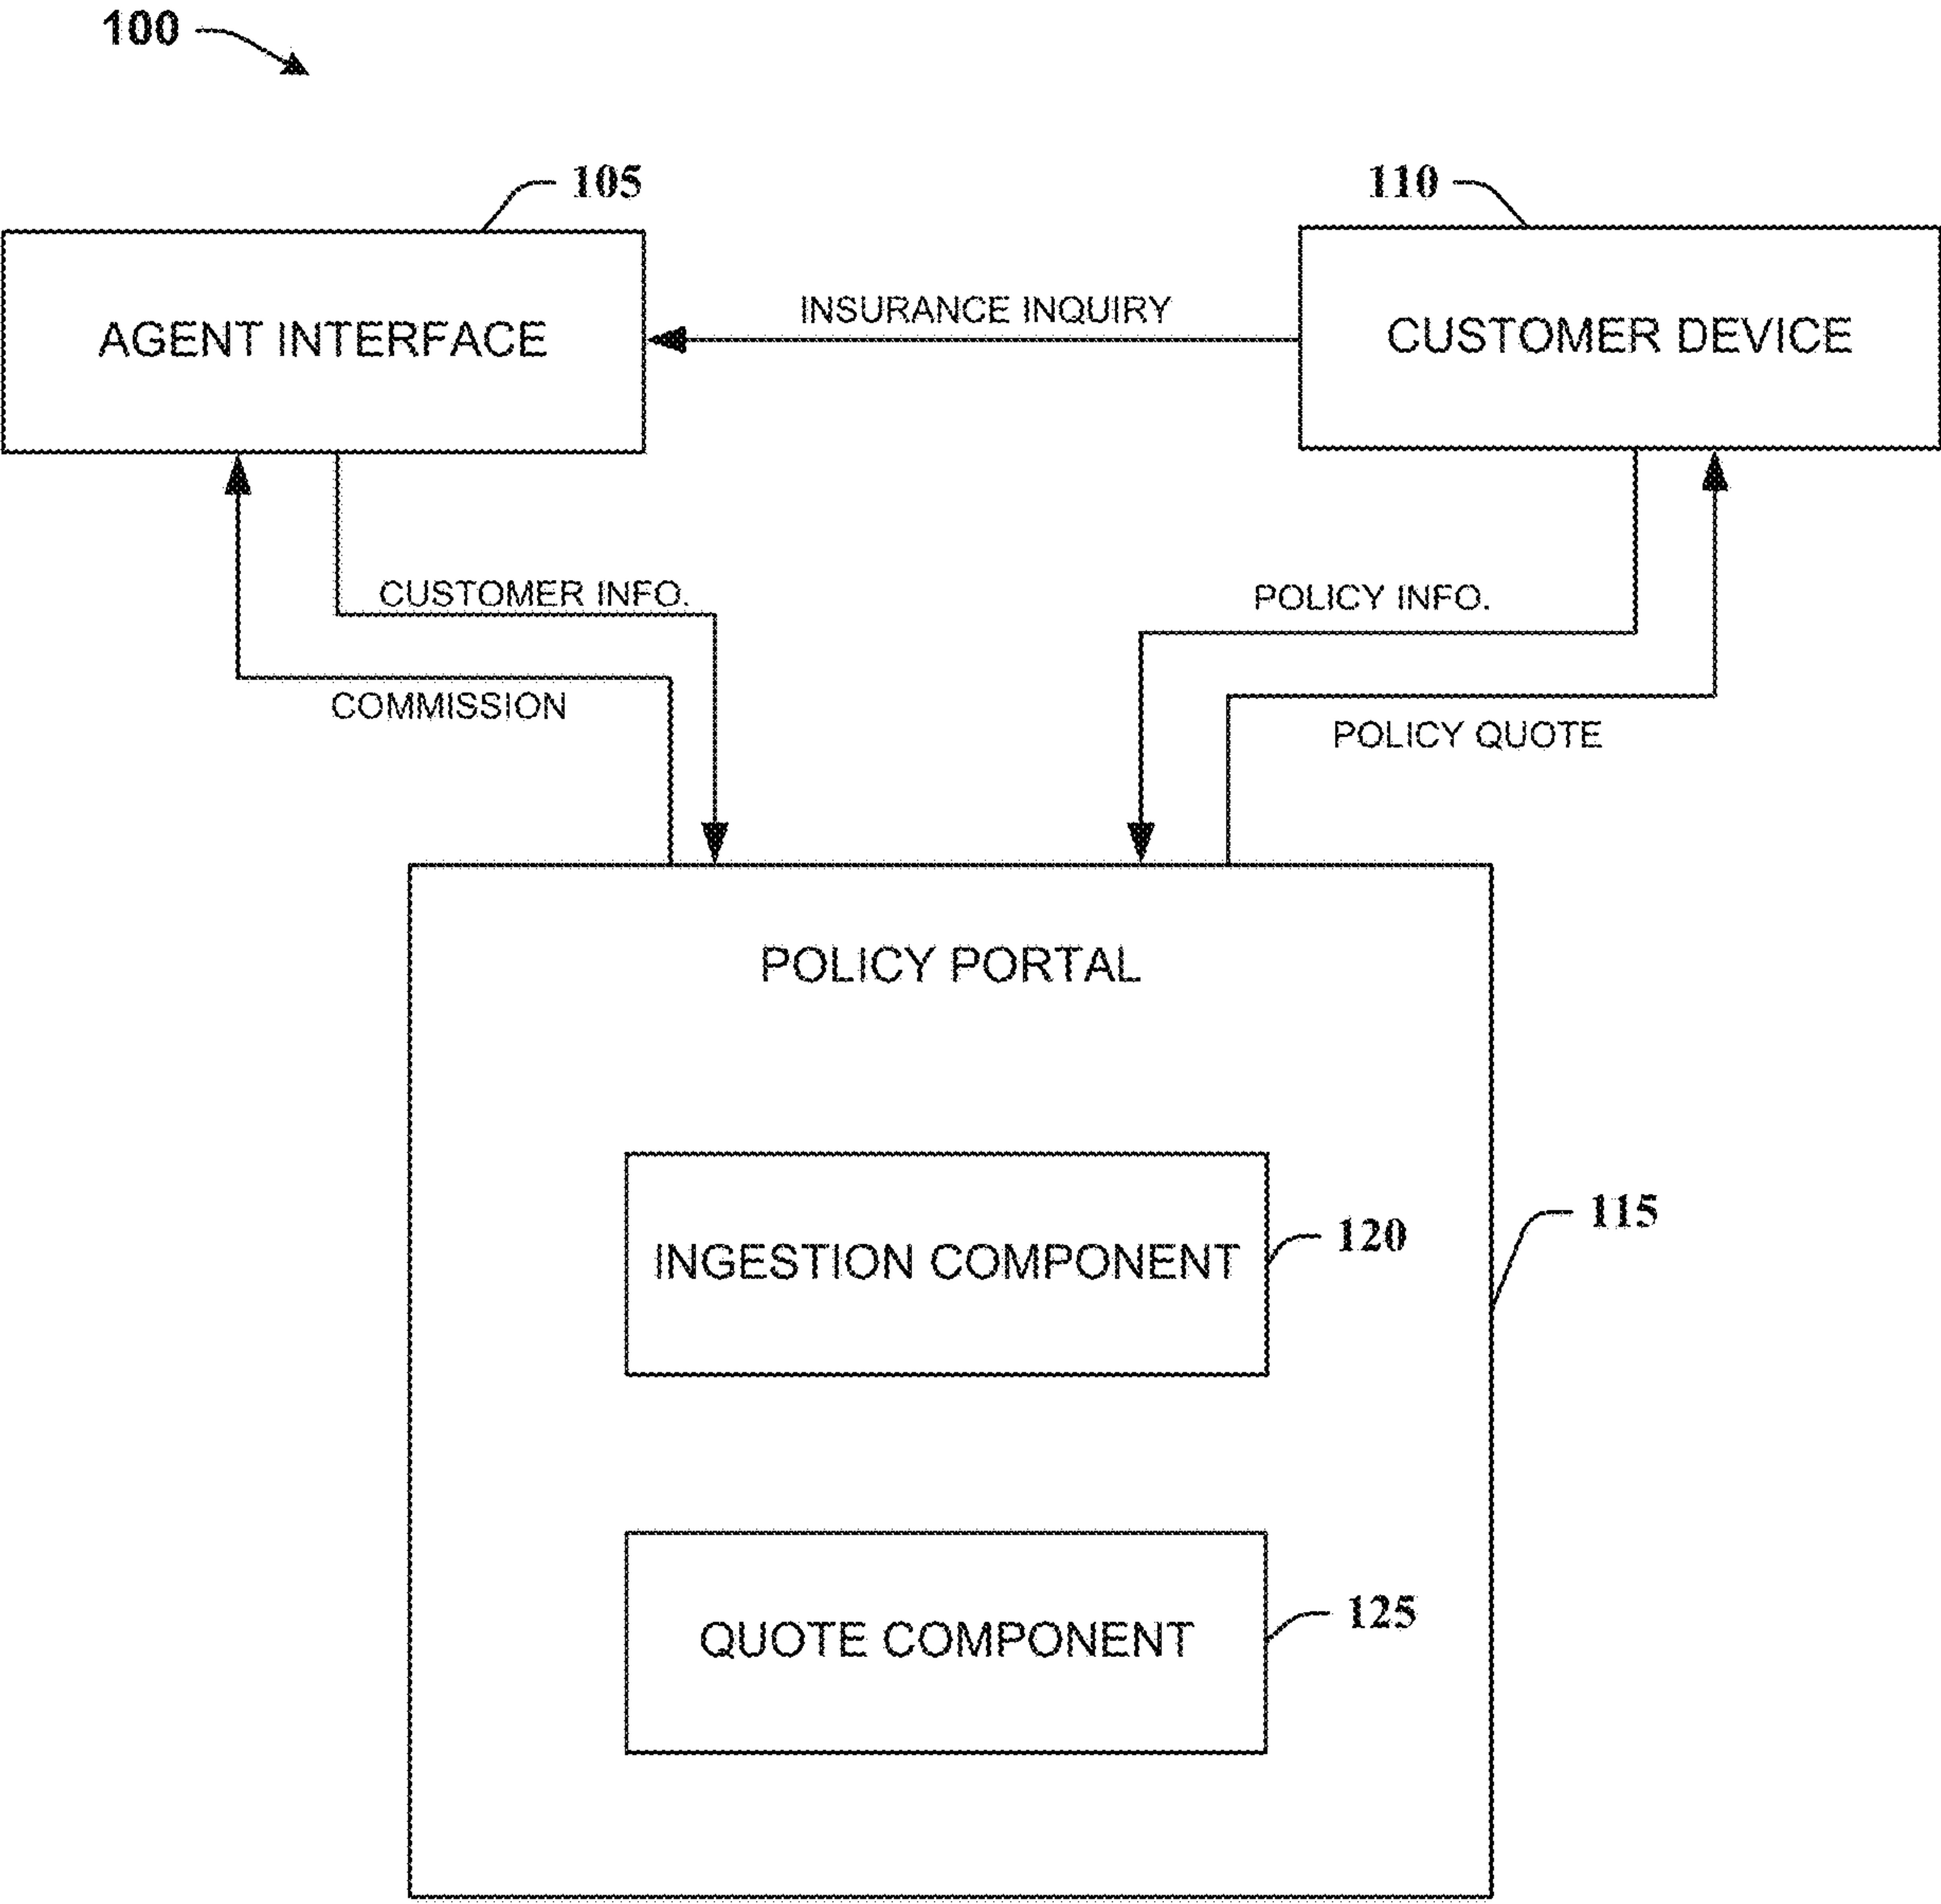 100
105
110
AGENT INTERFACE
INSURANCE INQUIRY
CUSTOMER DEVICE
CUSTOMER INFO.
POLICY INFO.
COMMISSION
POLICY QUOTE
POLICY PORTAL
INGESTION COMPONENT
120
115
QUOTE COMPONENT
125